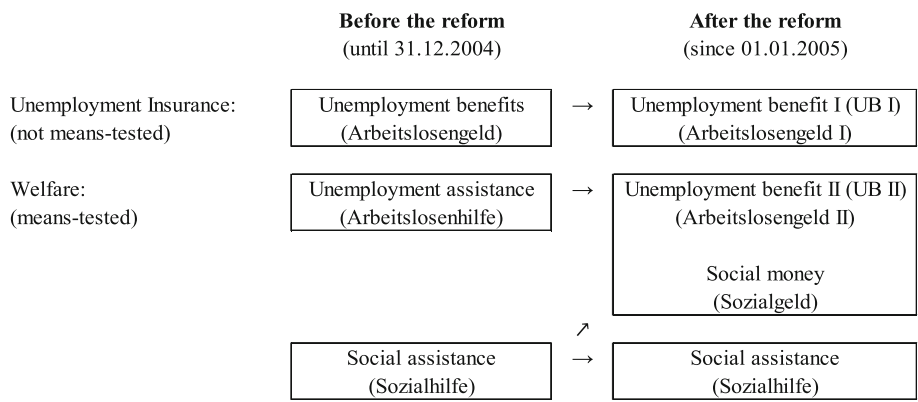 Before the reform After the reform
(until 31.12.2004) (since 01.01.2005)
Unemployment Insurance: Unemployment benefits → Unemployment benefit I (UB I)
(not means-tested) (Arbeitslosengeld) (Arbeitslosengeld I)
Welfare: Unemployment assistance → Unemployment benefit II (UB II)
(means-tested) (Arbeitslosenhilfe) (Arbeitslosengeld II)
Social money
(Sozialgeld)
↗
Social assistance → Social assistance
(Sozialhilfe) (Sozialhilfe)